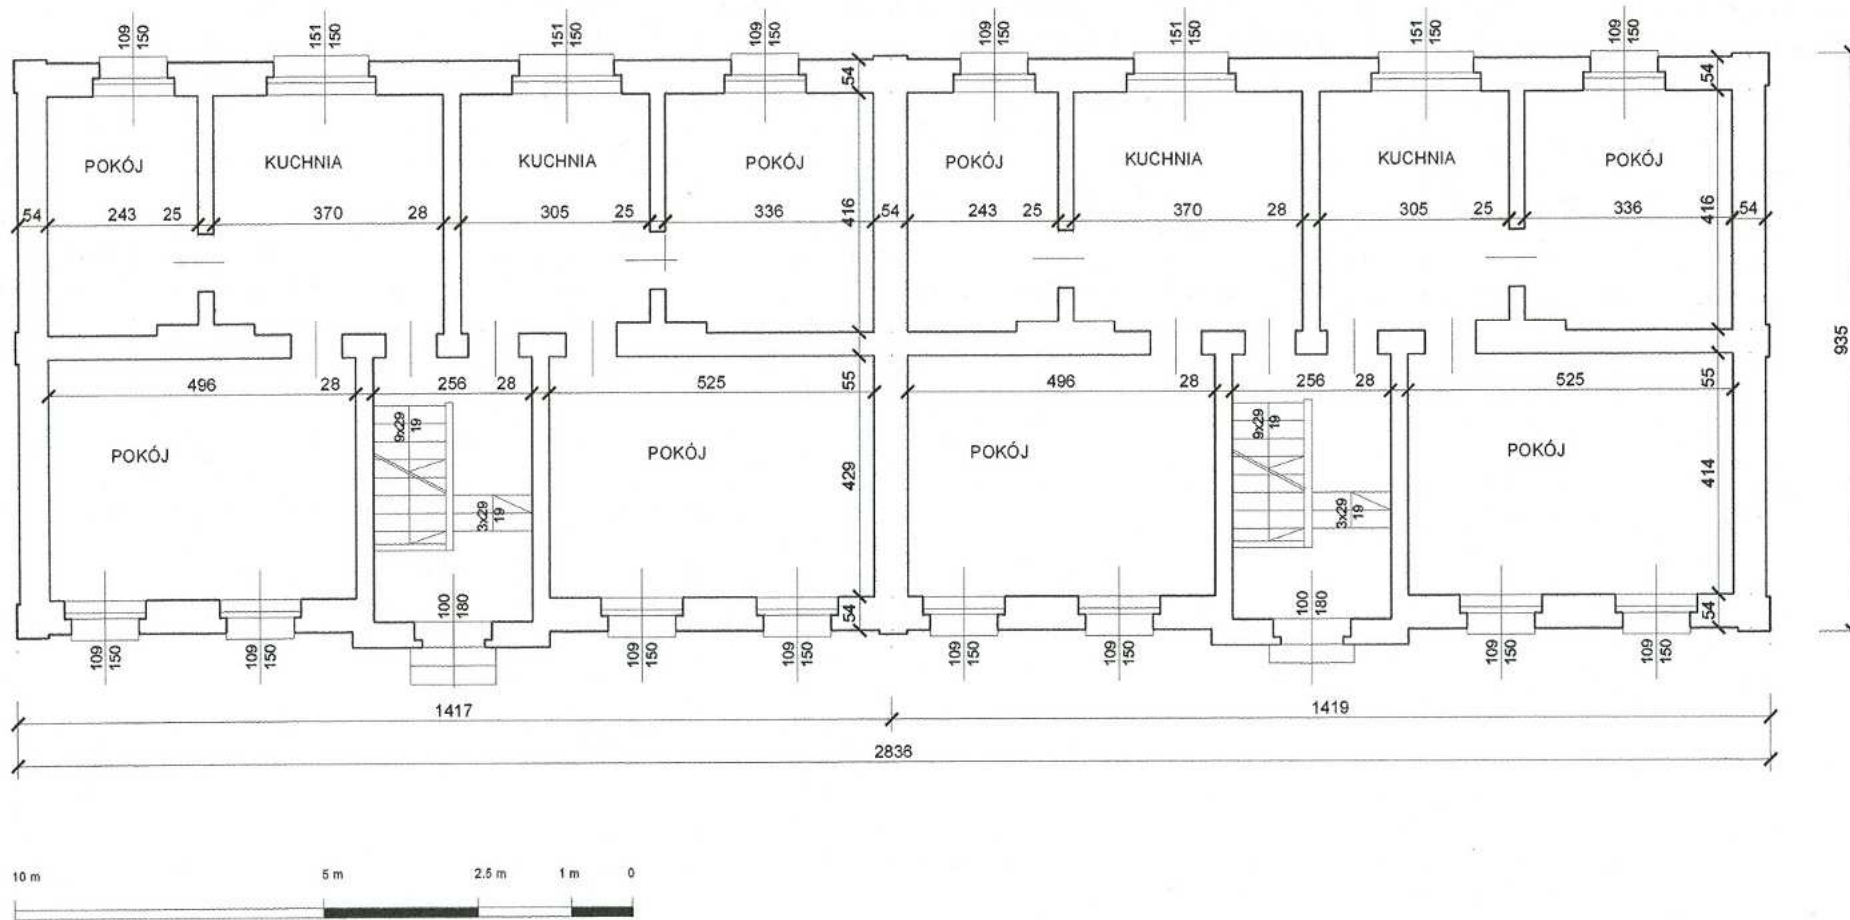 109 151 151 109 109 151 151 109
150 150 150 150 150 150 150 150
54 54
POKÓJ KUCHNIA KUCHNIA POKÓJ POKÓJ KUCHNIA KUCHNIA POKÓJ
54 243 25 370 28 305 25 336 416 54 243 25 370 28 305 25 336 416 54
935
496 28 256 28 525 55 496 28 256 28 525 55
9x29 9x29
19 19
POKÓJ POKÓJ POKÓJ POKÓJ
429 414
3x29 3x29
19 19
100 54 100 54
180 180
109 109 109 109 109 109 109 109
150 150 150 150 150 150 150 150
1417 1419
2836
10 m 5 m 2.5 m 1 m 0